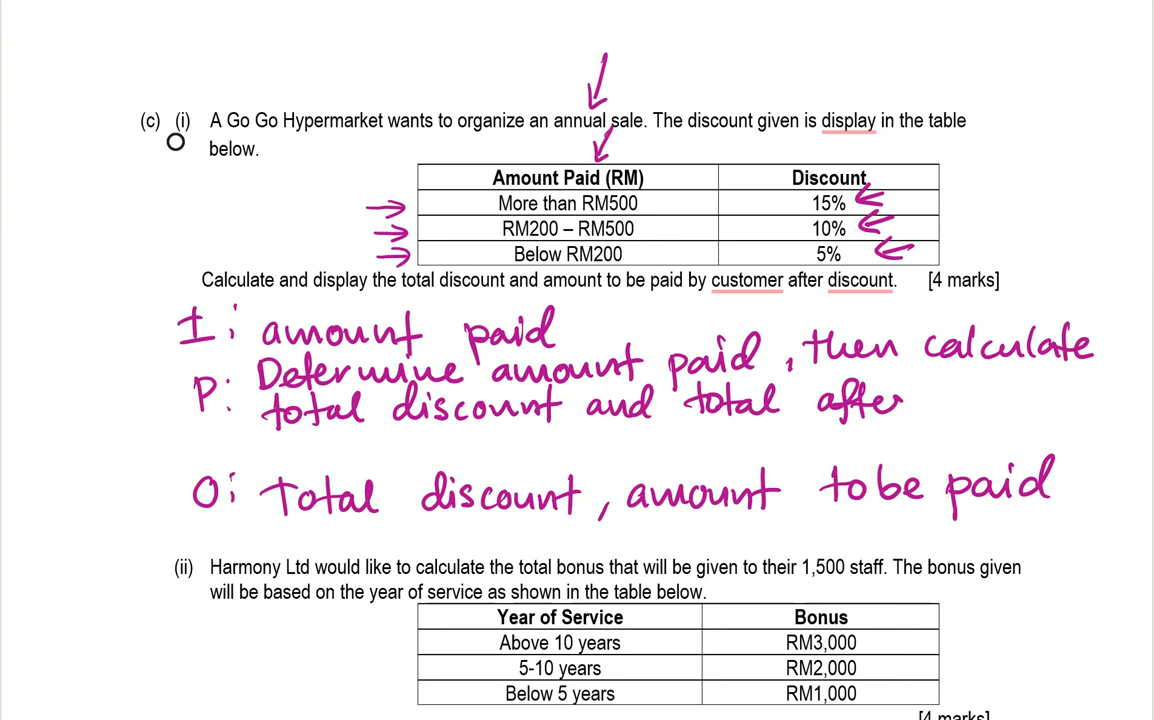 (c) (i) A Go Go Hypermarket wants to organize an annual sale. The discount given is display in the table
below.
Amount Paid (RM) Discount
More than RM500 15%
RM200 – RM500 10%
Below RM200 5%
Calculate and display the total discount and amount to be paid by customer after discount. [4 marks]
I: amount paid
P: Determine amount paid, then calculate
total discount and total after
O: Total discount, amount to be paid
(ii) Harmony Ltd would like to calculate the total bonus that will be given to their 1,500 staff. The bonus given
will be based on the year of service as shown in the table below.
Year of Service Bonus
Above 10 years RM3,000
5-10 years RM2,000
Below 5 years RM1,000
[4 marks]